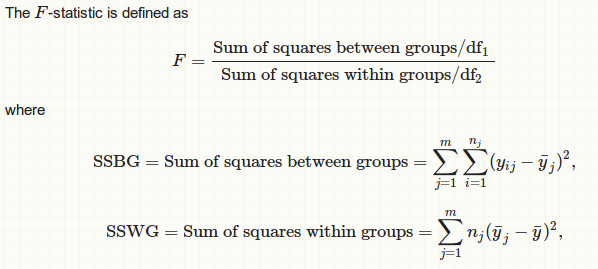 The F-statistic is defined as
F = \frac{\text{Sum of squares between groups}/\text{df}_1}{\text{Sum of squares within groups}/\text{df}_2}
where
\text{SSBG} = \text{Sum of squares between groups} = \sum_{j=1}^{m} \sum_{i=1}^{n_j} (y_{ij} - \bar{y}_j)^2,
\text{SSWG} = \text{Sum of squares within groups} = \sum_{j=1}^{m} n_j (\bar{y}_j - \bar{y})^2,